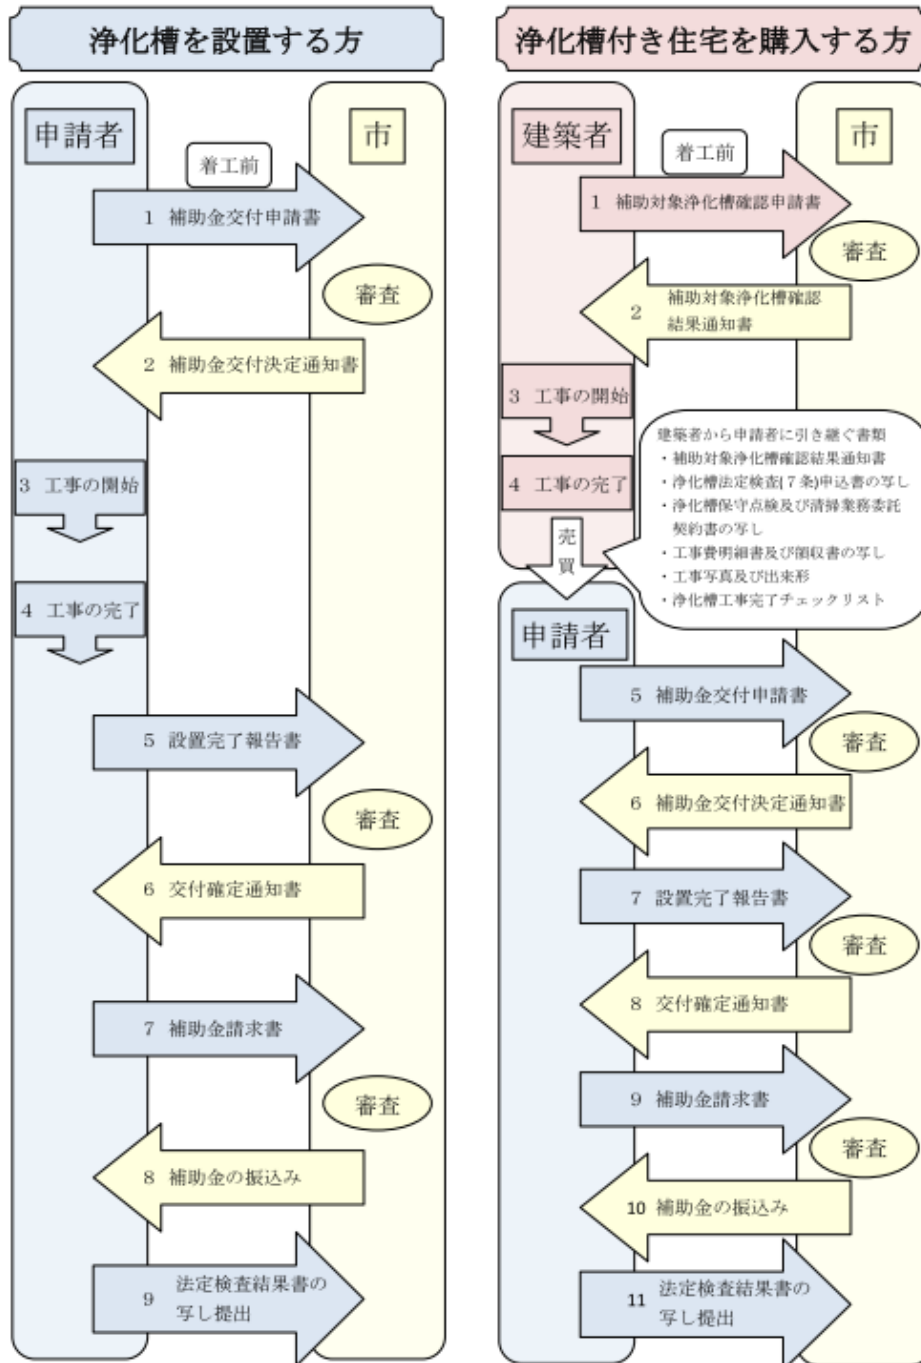 浄化槽を設置する方
申請者
市
着工前
1 補助金交付申請書
審査
2 補助金交付決定通知書
3 工事の開始
4 工事の完了
5 設置完了報告書
審査
6 交付確定通知書
7 補助金請求書
審査
8 補助金の振込み
9 法定検査結果書の
写し提出
浄化槽付き住宅を購入する方
建築者
市
着工前
1 補助対象浄化槽確認申請書
審査
2 補助対象浄化槽確認
結果通知書
3 工事の開始
4 工事の完了
売
買
建築者から申請者に引き継ぐ書類
・補助対象浄化槽確認結果通知書
・浄化槽法定検査(7条)申込書の写し
・浄化槽保守点検及び清掃業務委託
契約書の写し
・工事費明細書及び領収書の写し
・工事写真及び出来形
・浄化槽工事完了チェックリスト
申請者
5 補助金交付申請書
審査
6 補助金交付決定通知書
7 設置完了報告書
審査
8 交付確定通知書
9 補助金請求書
審査
10 補助金の振込み
11 法定検査結果書の
写し提出